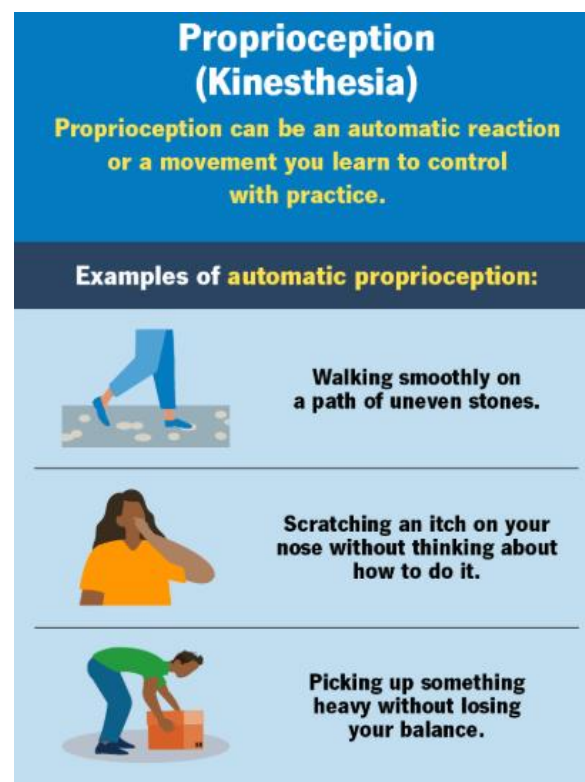 Proprioception
(Kinesthesia)
Proprioception can be an automatic reaction
or a movement you learn to control
with practice.
Examples of automatic proprioception:
Walking smoothly on
a path of uneven stones.
Scratching an itch on your
nose without thinking about
how to do it.
Picking up something
heavy without losing
your balance.